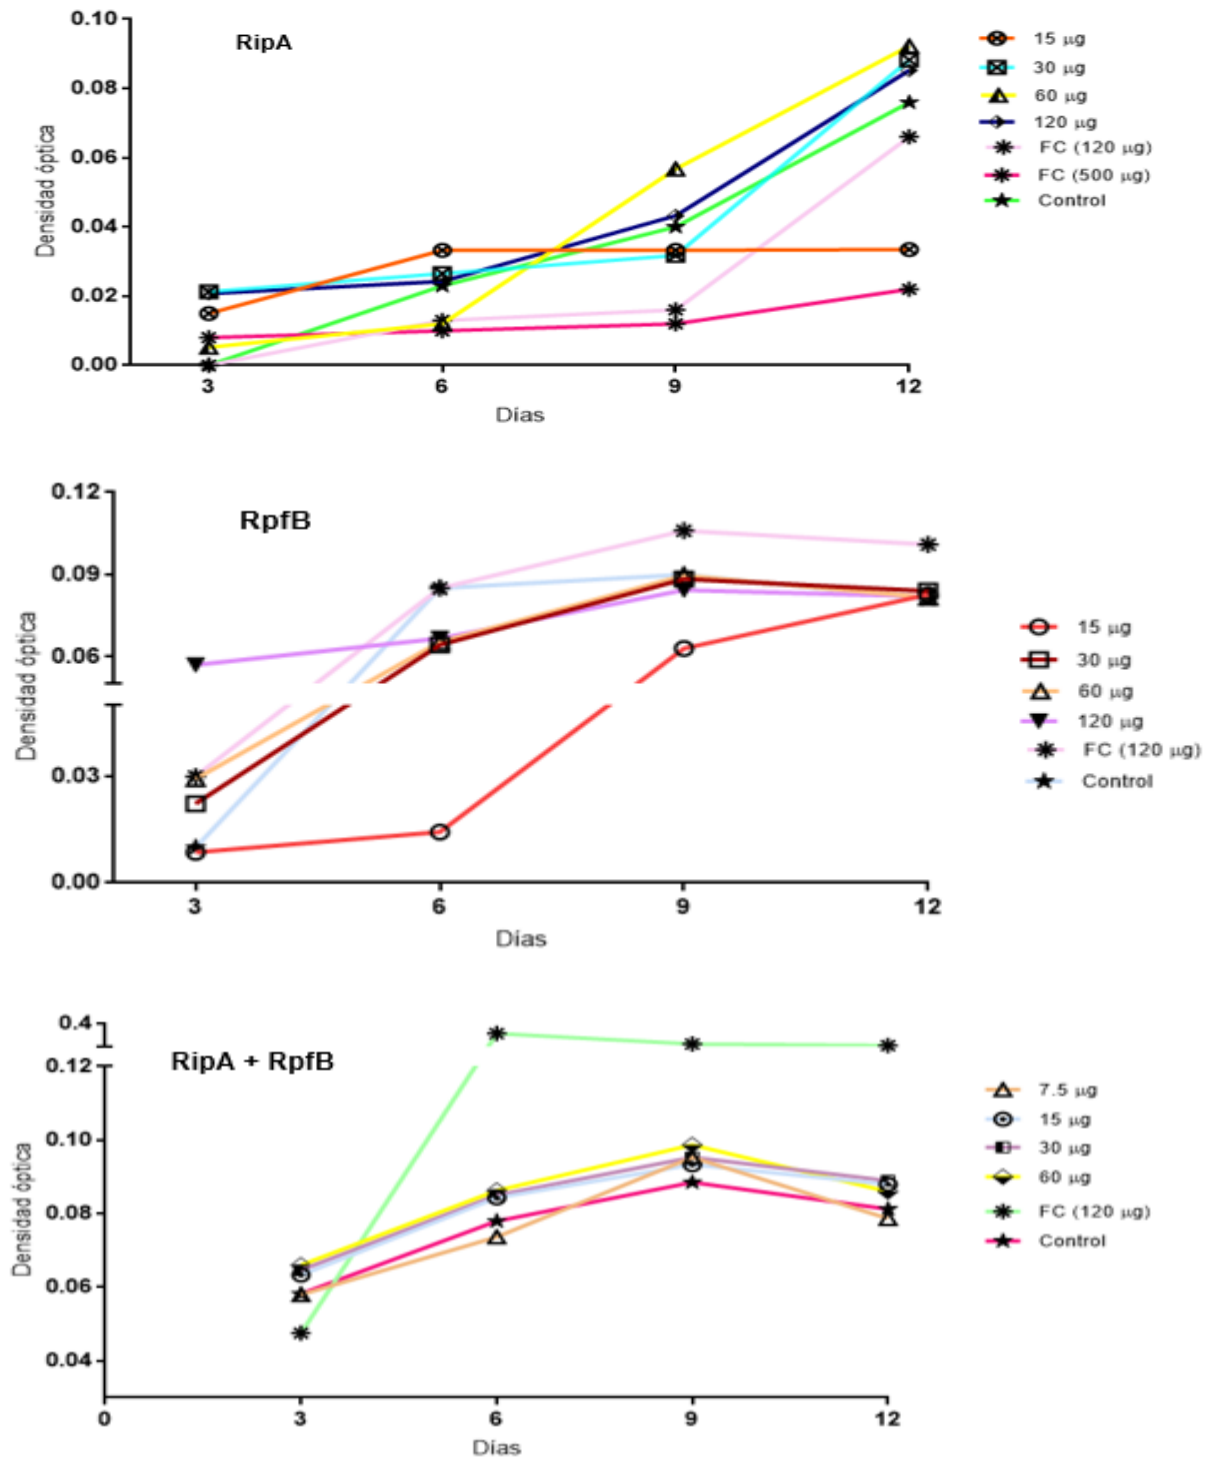 RipA
Densidad óptica
0.10
0.08
0.06
0.04
0.02
0.00
3 6 9 12
Días
15 µg
30 µg
60 µg
120 µg
FC (120 µg)
FC (500 µg)
Control
RpfB
Densidad óptica
0.12
0.09
0.06
0.03
0.00
3 6 9 12
Días
15 µg
30 µg
60 µg
120 µg
FC (120 µg)
Control
RipA + RpfB
Densidad óptica
0.4
0.12
0.10
0.08
0.06
0.04
0 3 6 9 12
Días
7.5 µg
15 µg
30 µg
60 µg
FC (120 µg)
Control